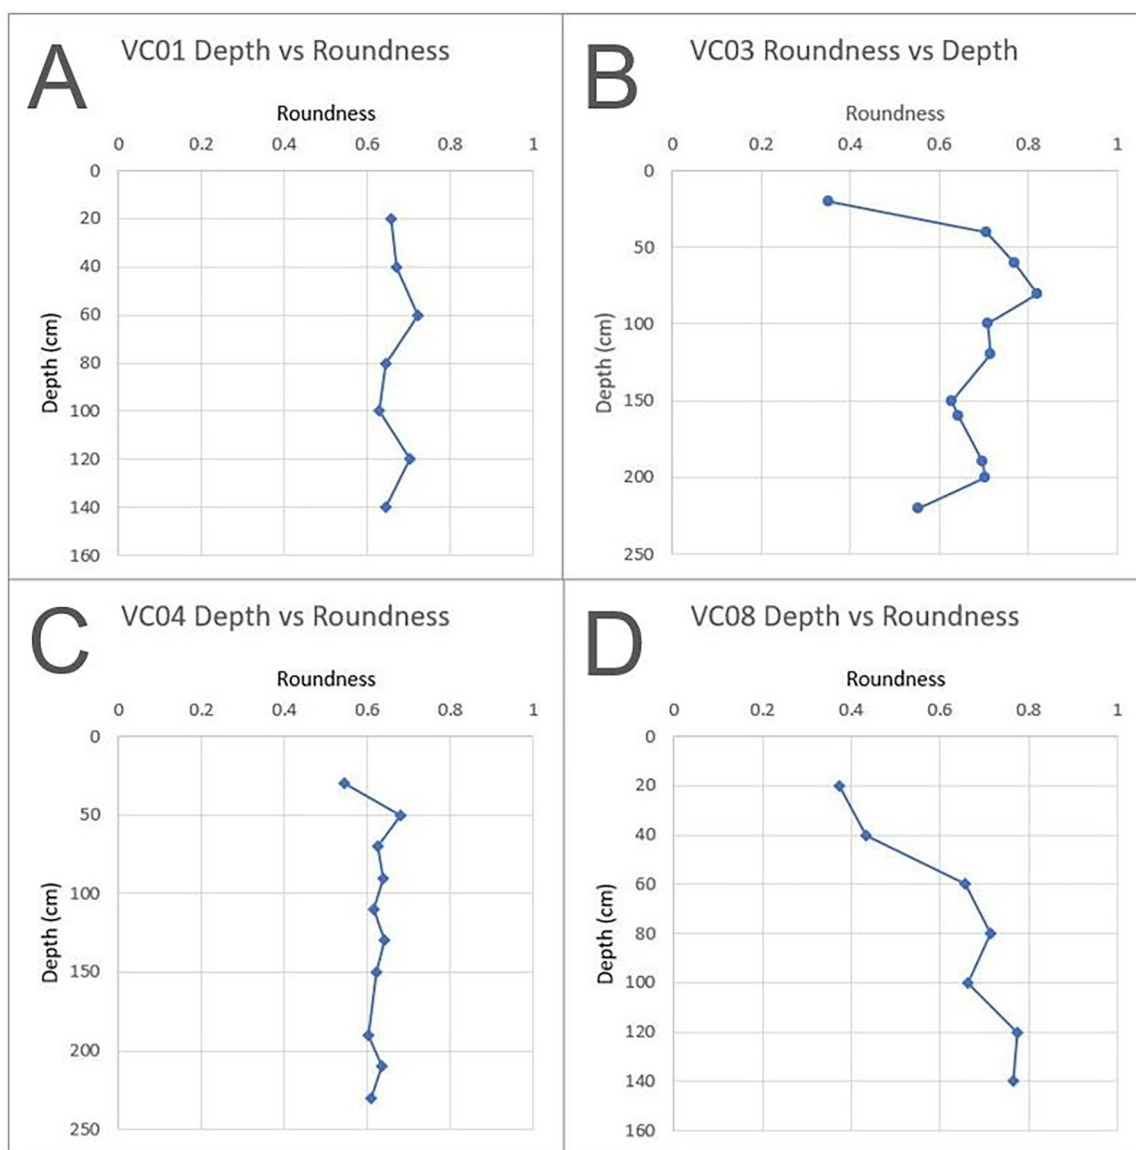 A
VC01 Depth vs Roundness
Roundness
0 0.2 0.4 0.6 0.8 1
0
20
40
60
80
100
120
140
160
Depth (cm)
B
VC03 Roundness vs Depth
Roundness
0 0.2 0.4 0.6 0.8 1
0
50
100
150
200
250
Depth (cm)
C
VC04 Depth vs Roundness
Roundness
0 0.2 0.4 0.6 0.8 1
0
50
100
150
200
250
Depth (cm)
D
VC08 Depth vs Roundness
Roundness
0 0.2 0.4 0.6 0.8 1
0
20
40
60
80
100
120
140
160
Depth (cm)